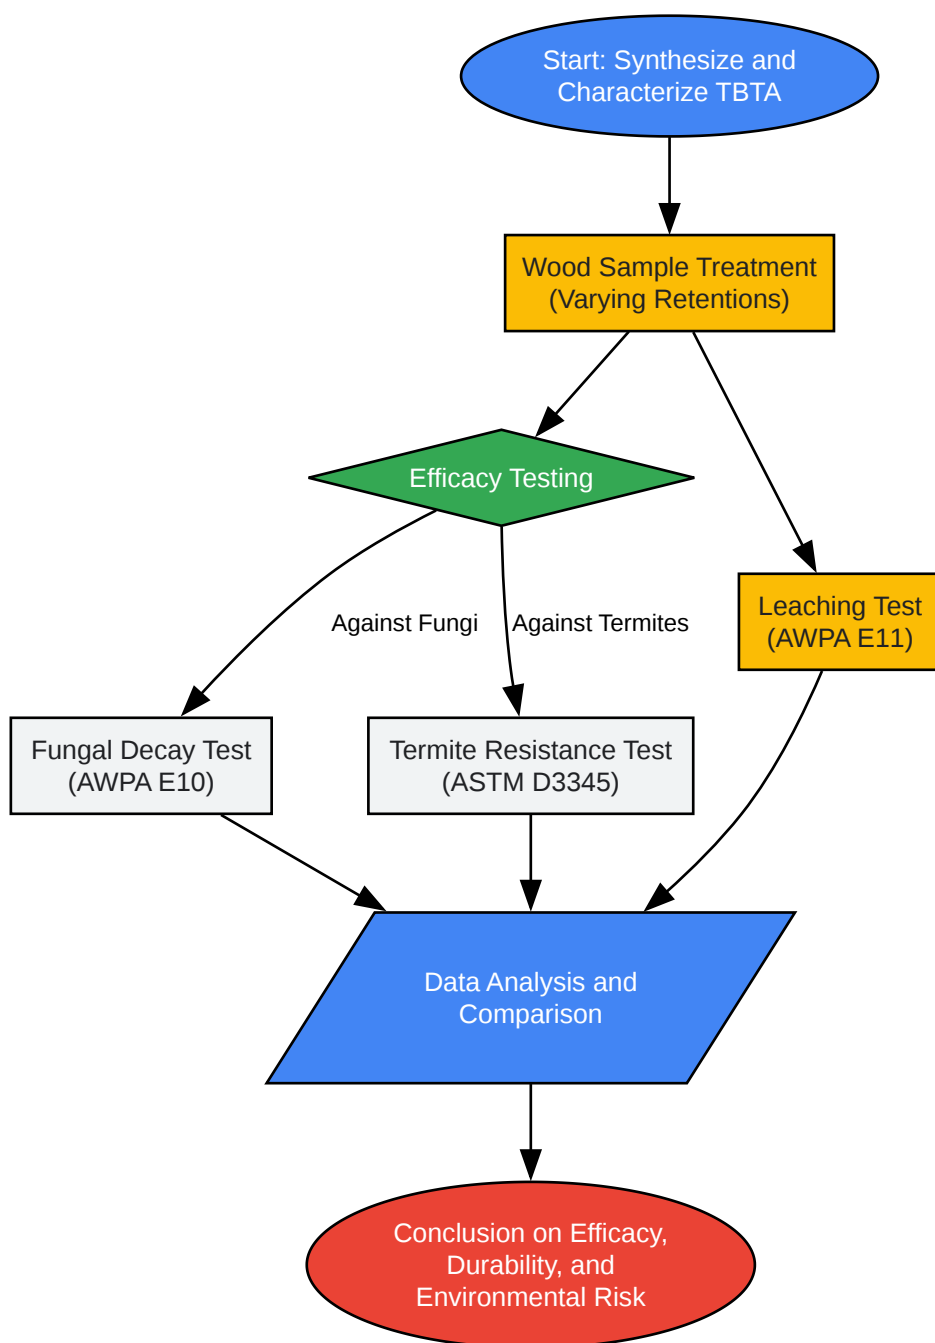 Start: Synthesize and
Characterize TBTA
Wood Sample Treatment
(Varying Retentions)
Efficacy Testing
Leaching Test
(AWPA E11)
Against Fungi
Against Termites
Fungal Decay Test
(AWPA E10)
Termite Resistance Test
(ASTM D3345)
Data Analysis and
Comparison
Conclusion on Efficacy,
Durability, and
Environmental Risk